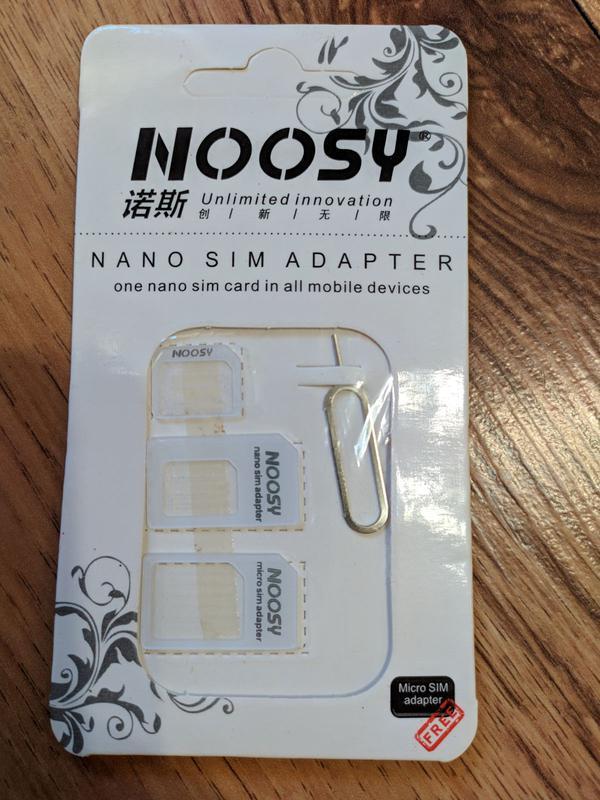 NOOSY®
诺斯 Unlimited innovation
创 / 新 / 无 / 限
NANO SIM ADAPTER
one nano sim card in all mobile devices
NOOSY
NOOSY
nano sim adapter
NOOSY
micro sim adapter
Micro SIM
adapter
FREE